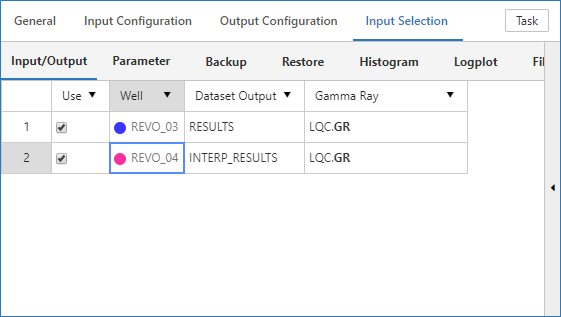 General Input Configuration Output Configuration Input Selection Task
Input/Output Parameter Backup Restore Histogram Logplot
Use Well Dataset Output Gamma Ray
1 REVO_03 RESULTS LQC.GR
2 REVO_04 INTERP_RESULTS LQC.GR